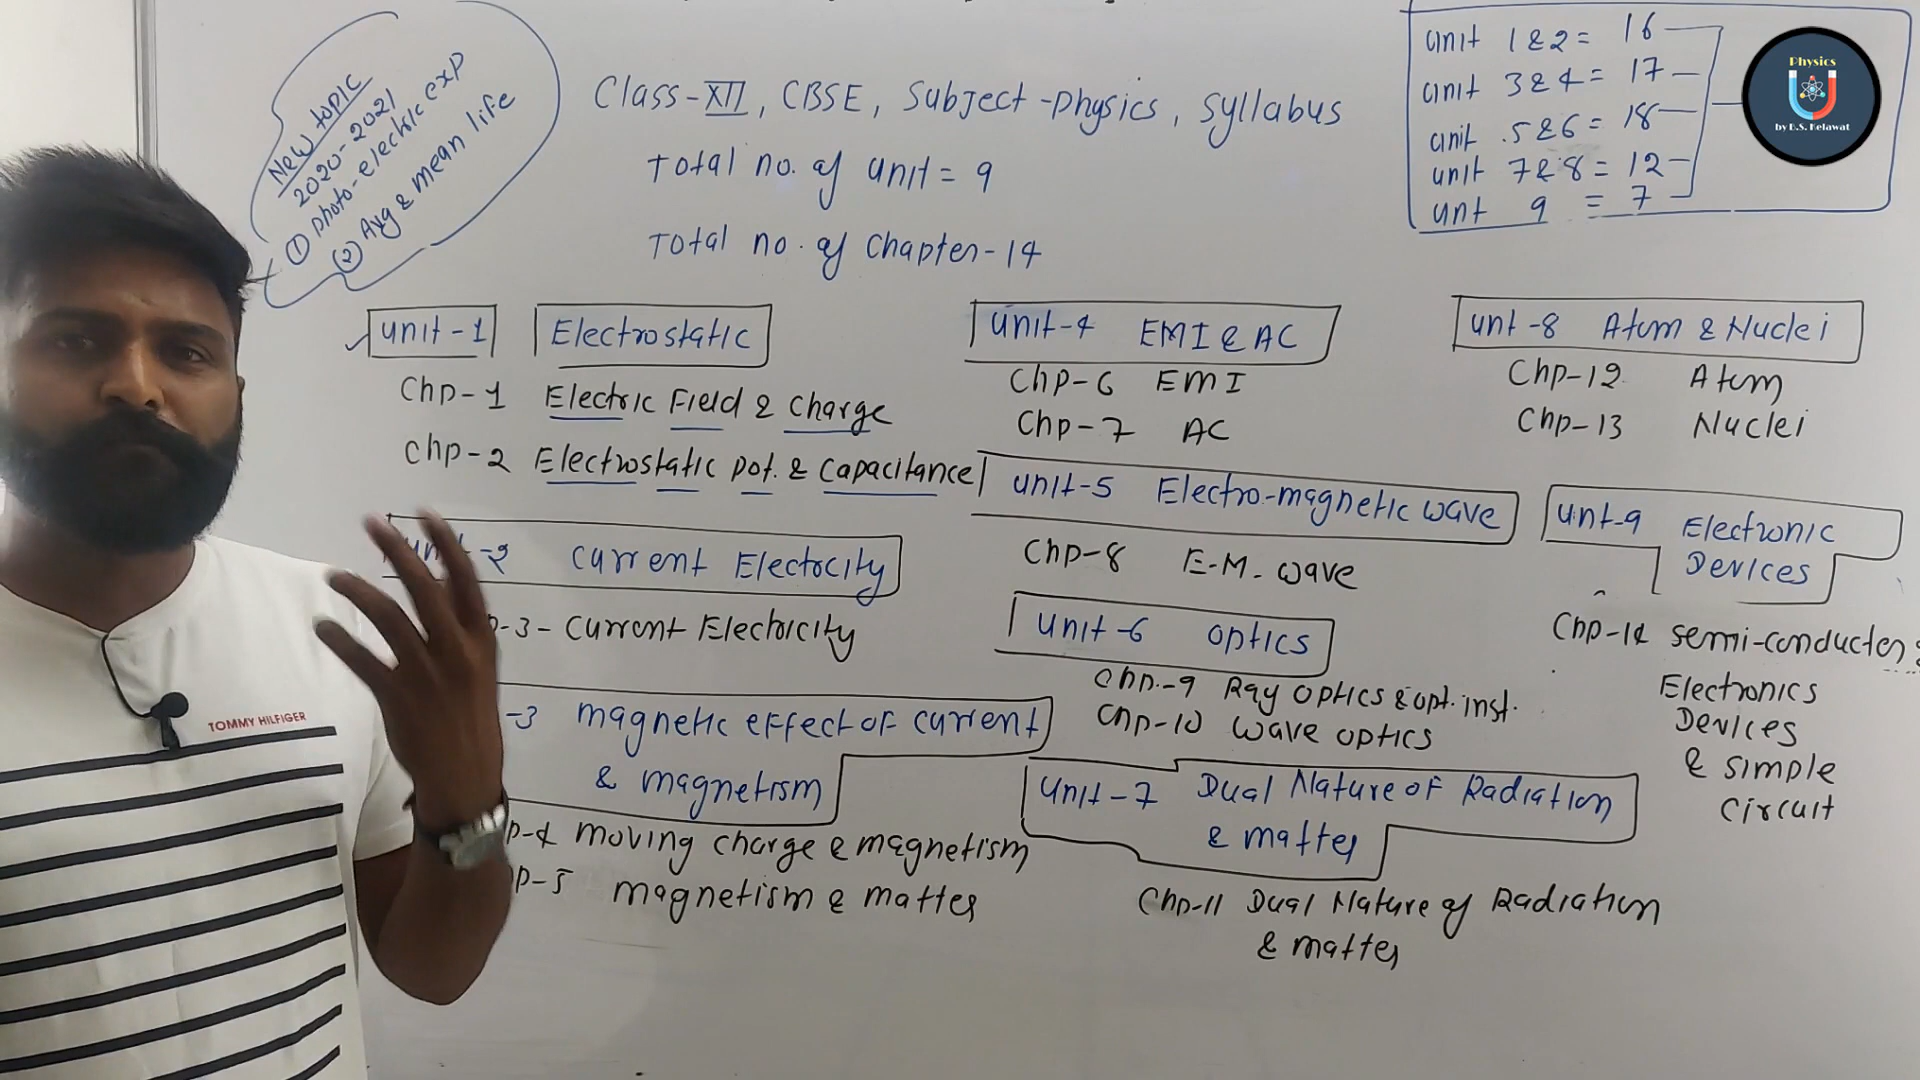 New topic
2020-2021
① photo-electric exp
② Avg & mean life
Class-XII, CBSE, Subject-Physics, Syllabus
Total no. of unit = 9
Total no. of Chapter-14
unit 1 & 2 = 16
unit 3 & 4 = 17
unit 5 & 6 = 18
unit 7 & 8 = 12
unt 9 = 7
Physics
by D.S. Kelawat
unit-1 Electrostatic
Chp-1 Electric Field & Charge
Chp-2 Electrostatic pot. & Capacitance
unit-2 Current Electocity
p-3- Current Electricity
-3 magnetic effect of current
& magnetism
p-4 moving charge & magnetism
p-5 magnetism & matter
unit-4 EMI & AC
Chp-6 EMI
Chp-7 AC
unit-5 Electro-magnetic wave
Chp-8 E.M. wave
unit-6 optics
Chp-9 Ray optics & opt. inst.
Chp-10 wave optics
unit-7 Dual Nature of Radiation
& matter
Chp-11 Dual Nature of Radiation
& matter
unt-8 Atom & Nuclei
Chp-12 Atom
Chp-13 Nuclei
unt-9 Electronic
Devices
Chp-14 semi-conductor
Electronics
Devices
& simple
circuit
TOMMY HILFIGER